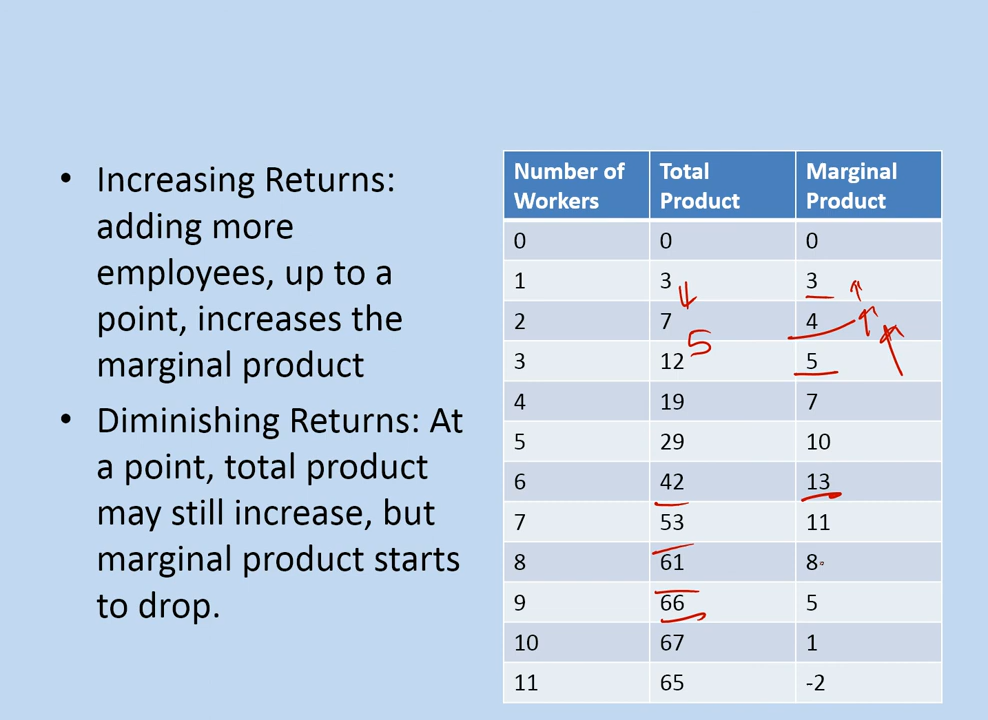 • Increasing Returns:
adding more
employees, up to a
point, increases the
marginal product
• Diminishing Returns: At
a point, total product
may still increase, but
marginal product starts
to drop.
Number of Workers Total Product Marginal Product
0 0 0
1 3 3
4
2 7 4
5
3 12 5
4 19 7
5 29 10
6 42 13
7 53 11
8 61 8
9 66 5
10 67 1
11 65 -2